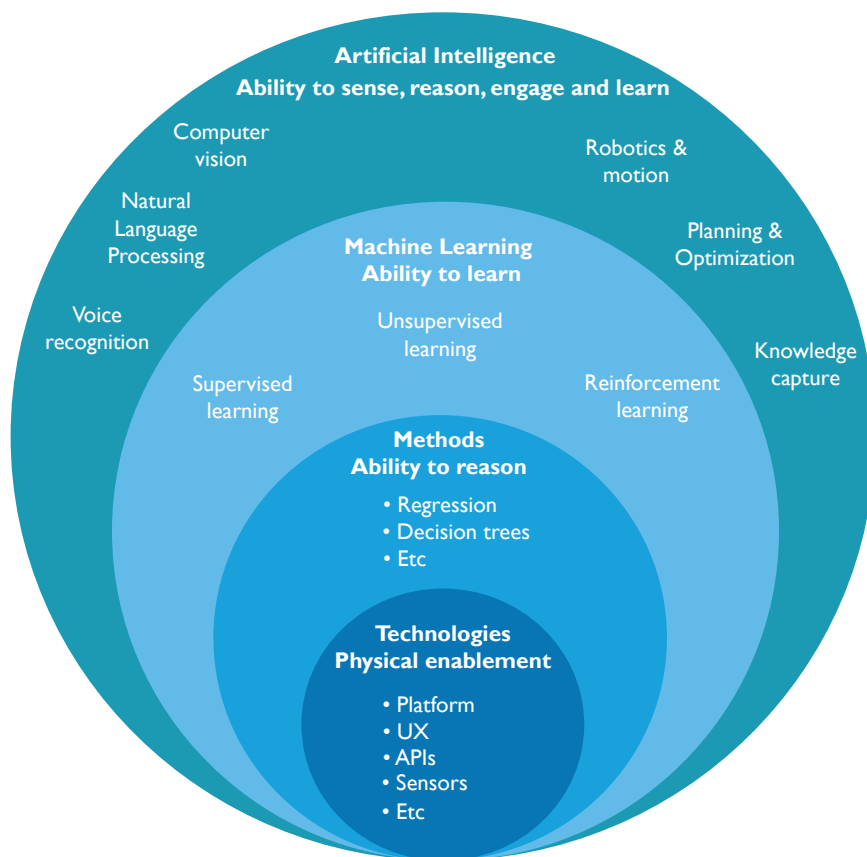 Artificial Intelligence
Ability to sense, reason, engage and learn
Computer
vision
Natural
Language
Processing
Voice
recognition
Robotics &
motion
Planning &
Optimization
Knowledge
capture
Machine Learning
Ability to learn
Unsupervised
learning
Supervised
learning
Reinforcement
learning
Methods
Ability to reason
• Regression
• Decision trees
• Etc
Technologies
Physical enablement
• Platform
• UX
• APIs
• Sensors
• Etc